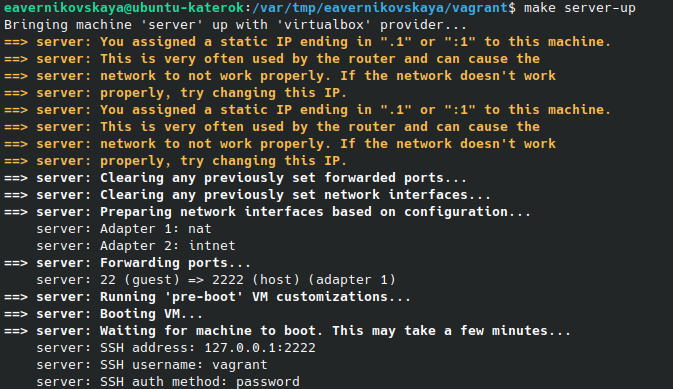 eavernikovskaya@ubuntu-katerok:/var/tmp/eavernikovskaya/vagrant$ make server-up
Bringing machine 'server' up with 'virtualbox' provider...
==> server: You assigned a static IP ending in ".1" or ":1" to this machine.
==> server: This is very often used by the router and can cause the
==> server: network to not work properly. If the network doesn't work
==> server: properly, try changing this IP.
==> server: You assigned a static IP ending in ".1" or ":1" to this machine.
==> server: This is very often used by the router and can cause the
==> server: network to not work properly. If the network doesn't work
==> server: properly, try changing this IP.
==> server: Clearing any previously set forwarded ports...
==> server: Clearing any previously set network interfaces...
==> server: Preparing network interfaces based on configuration...
    server: Adapter 1: nat
    server: Adapter 2: intnet
==> server: Forwarding ports...
    server: 22 (guest) => 2222 (host) (adapter 1)
==> server: Running 'pre-boot' VM customizations...
==> server: Booting VM...
==> server: Waiting for machine to boot. This may take a few minutes...
    server: SSH address: 127.0.0.1:2222
    server: SSH username: vagrant
    server: SSH auth method: password